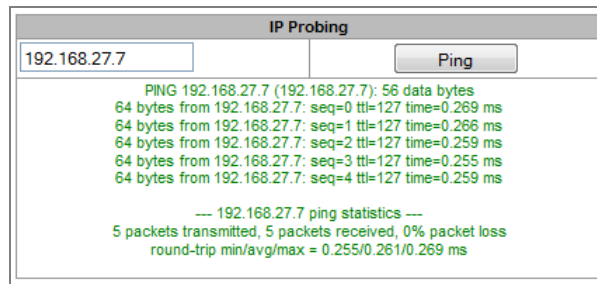 IP Probing
192.168.27.7 Ping
PING 192.168.27.7 (192.168.27.7): 56 data bytes
64 bytes from 192.168.27.7: seq=0 ttl=127 time=0.269 ms
64 bytes from 192.168.27.7: seq=1 ttl=127 time=0.266 ms
64 bytes from 192.168.27.7: seq=2 ttl=127 time=0.259 ms
64 bytes from 192.168.27.7: seq=3 ttl=127 time=0.255 ms
64 bytes from 192.168.27.7: seq=4 ttl=127 time=0.259 ms
--- 192.168.27.7 ping statistics ---
5 packets transmitted, 5 packets received, 0% packet loss
round-trip min/avg/max = 0.255/0.261/0.269 ms